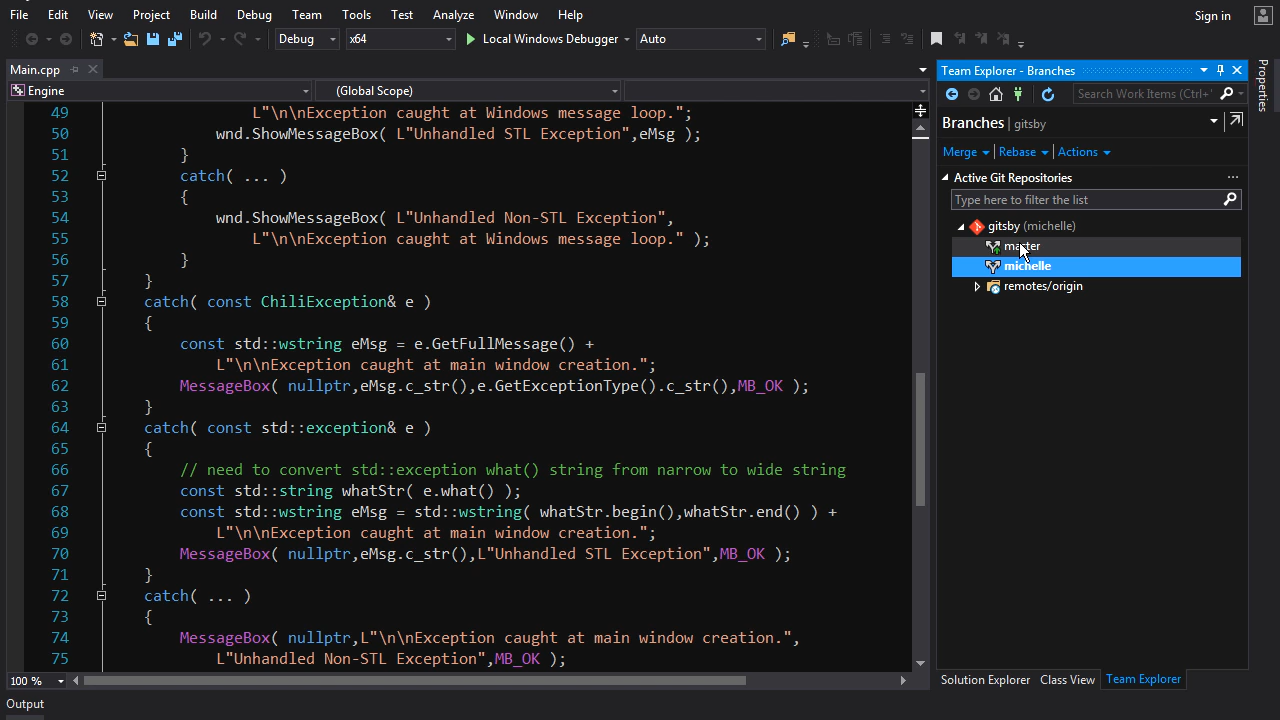 File Edit View Project Build Debug Team Tools Test Analyze Window Help Sign in
Debug x64 Local Windows Debugger Auto
Main.cpp
Engine (Global Scope)
49 L"\n\nException caught at Windows message loop.";
50 wnd.ShowMessageBox( L"Unhandled STL Exception",eMsg );
51 }
52 catch( ... )
53 {
54 wnd.ShowMessageBox( L"Unhandled Non-STL Exception",
55 L"\n\nException caught at Windows message loop." );
56 }
57 }
58 catch( const ChiliException& e )
59 {
60 const std::wstring eMsg = e.GetFullMessage() +
61 L"\n\nException caught at main window creation.";
62 MessageBox( nullptr,eMsg.c_str(),e.GetExceptionType().c_str(),MB_OK );
63 }
64 catch( const std::exception& e )
65 {
66 // need to convert std::exception what() string from narrow to wide string
67 const std::string whatStr( e.what() );
68 const std::wstring eMsg = std::wstring( whatStr.begin(),whatStr.end() ) +
69 L"\n\nException caught at main window creation.";
70 MessageBox( nullptr,eMsg.c_str(),L"Unhandled STL Exception",MB_OK );
71 }
72 catch( ... )
73 {
74 MessageBox( nullptr,L"\n\nException caught at main window creation.",
75 L"Unhandled Non-STL Exception",MB_OK );
100 %
Output
Team Explorer - Branches
Search Work Items (Ctrl+'
Branches | gitsby
Merge Rebase Actions
Active Git Repositories
Type here to filter the list
gitsby (michelle)
master
michelle
remotes/origin
Solution Explorer Class View Team Explorer
Properties